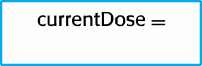 currentDose =